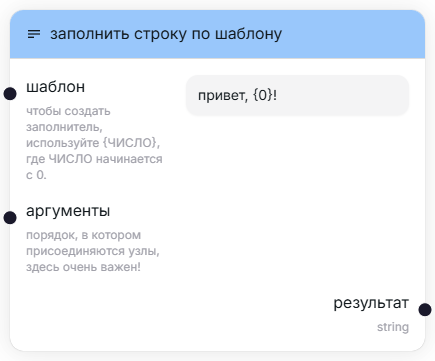 заполнить строку по шаблону
шаблон
привет, {0}!
чтобы создать
заполнитель,
используйте {ЧИСЛО},
где ЧИСЛО начинается
с 0.
аргументы
порядок, в котором
присоединяются узлы,
здесь очень важен!
результат
string